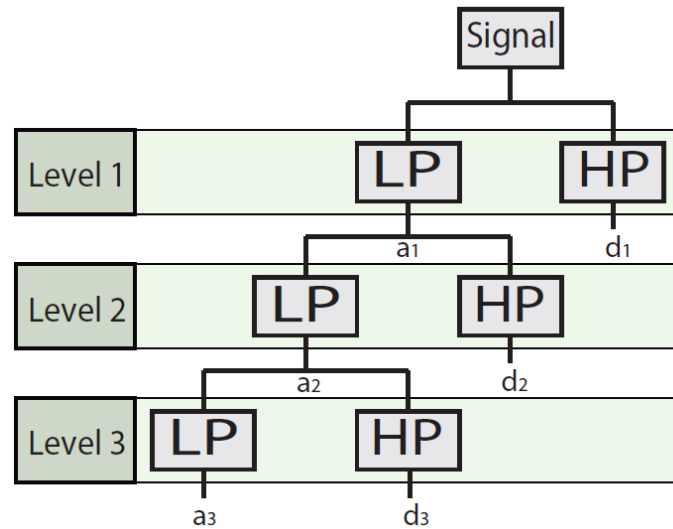 Signal
Level 1 LP HP
a1 d1
Level 2 LP HP
a2 d2
Level 3 LP HP
a3 d3